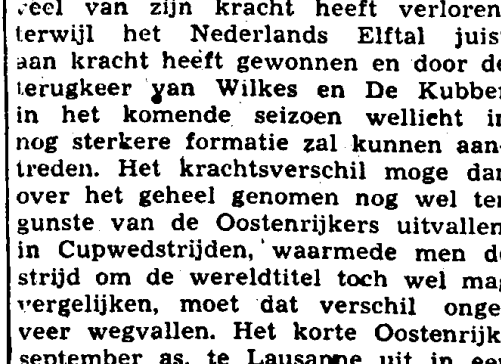 veel van zijn kracht heeft verloren
terwijl het Nederlands Elftal juis
aan kracht heeft gewonnen en door de
terugkeer van Wilkes en De Kubbe
in het komende seizoen wellicht in
nog sterkere formatie zal kunnen aan-
treden. Het krachtsverschil moge dan
over het geheel genomen nog wel ten
gunste van de Oostenrijkers uitvallen
in Cupwedstrijden, waarmede men de
strijd om de wereldtitel toch wel mag
vergelijken, moet dat verschil onge
veer wegvallen. Het korte Oostenrijk
september as. te Lausanne uit in een